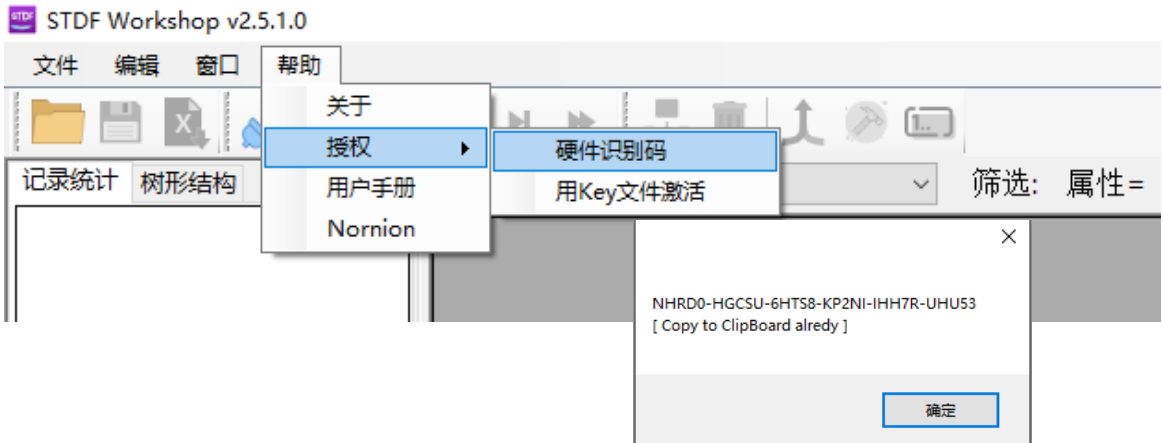 STDF STDF Workshop v2.5.1.0
文件 编辑 窗口 帮助
关于
授权
硬件识别码
用户手册
用Key文件激活
Nornion
记录统计 树形结构
筛选: 属性=
NHRD0-HGCSU-6HTS8-KP2NI-IHH7R-UHU53
[ Copy to ClipBoard alredy ]
确定